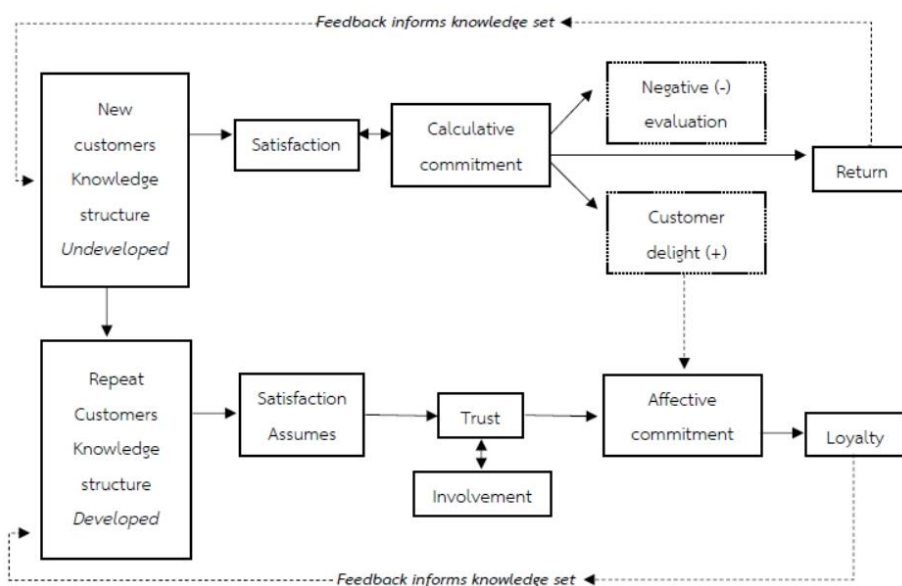 Feedback informs knowledge set
New
customers
Knowledge
structure
Undeveloped
Satisfaction
Calculative
commitment
Negative (-)
evaluation
Return
Customer
delight (+)
Repeat
Customers
Knowledge
structure
Developed
Satisfaction
Assumes
Trust
Involvement
Affective
commitment
Loyalty
Feedback informs knowledge set